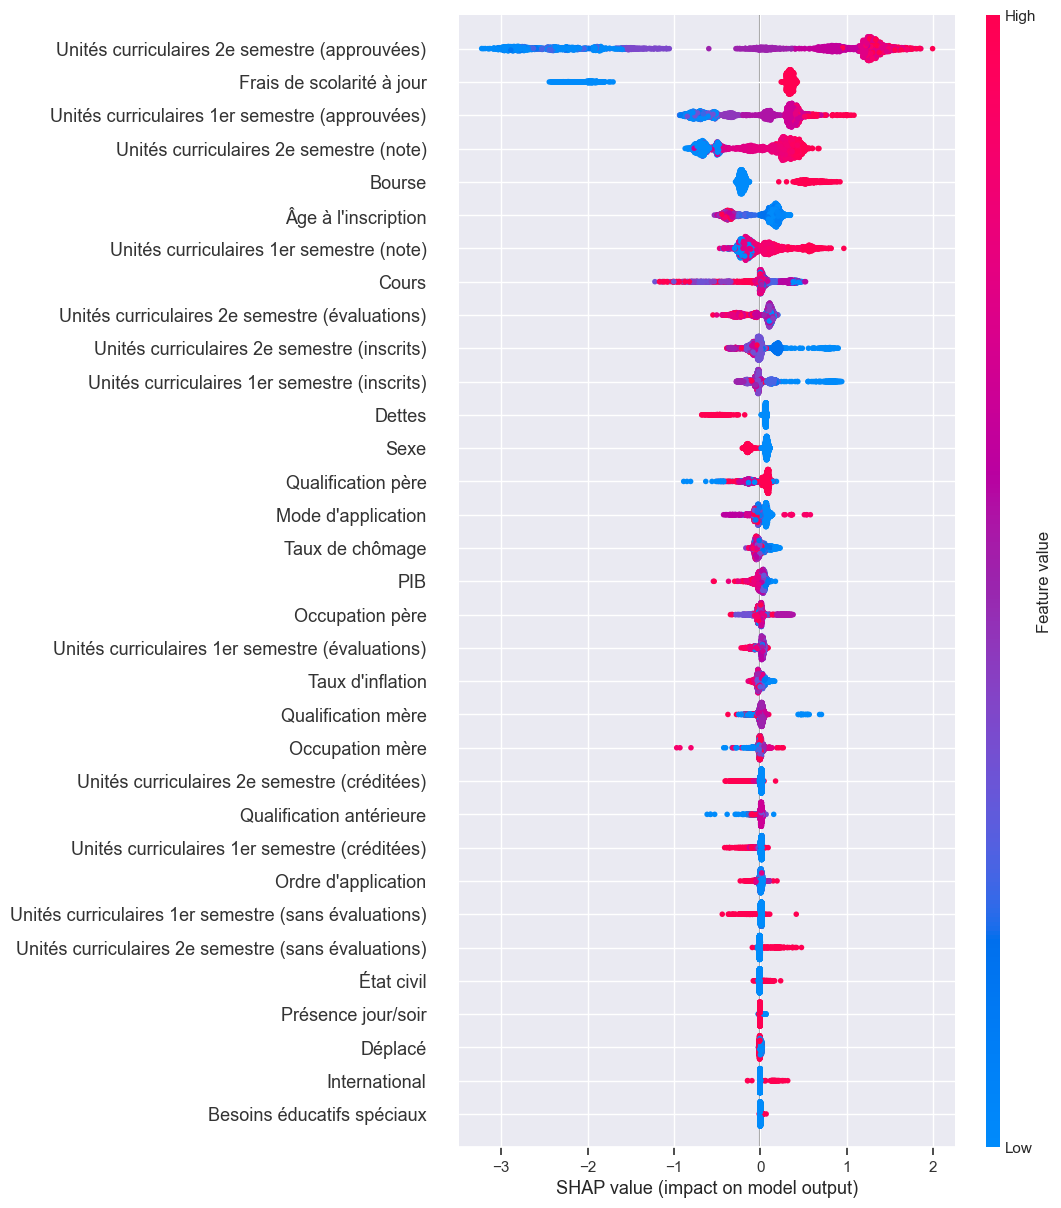 High
Unités curriculaires 2e semestre (approuvées)
Frais de scolarité à jour
Unités curriculaires 1er semestre (approuvées)
Unités curriculaires 2e semestre (note)
Bourse
Âge à l'inscription
Unités curriculaires 1er semestre (note)
Cours
Unités curriculaires 2e semestre (évaluations)
Unités curriculaires 2e semestre (inscrits)
Unités curriculaires 1er semestre (inscrits)
Dettes
Sexe
Qualification père
Mode d'application
Taux de chômage
PIB
Occupation père
Unités curriculaires 1er semestre (évaluations)
Taux d'inflation
Qualification mère
Occupation mère
Unités curriculaires 2e semestre (créditées)
Qualification antérieure
Unités curriculaires 1er semestre (créditées)
Ordre d'application
Unités curriculaires 1er semestre (sans évaluations)
Unités curriculaires 2e semestre (sans évaluations)
État civil
Présence jour/soir
Déplacé
International
Besoins éducatifs spéciaux
Feature value
Low
−3 −2 −1 0 1 2
SHAP value (impact on model output)